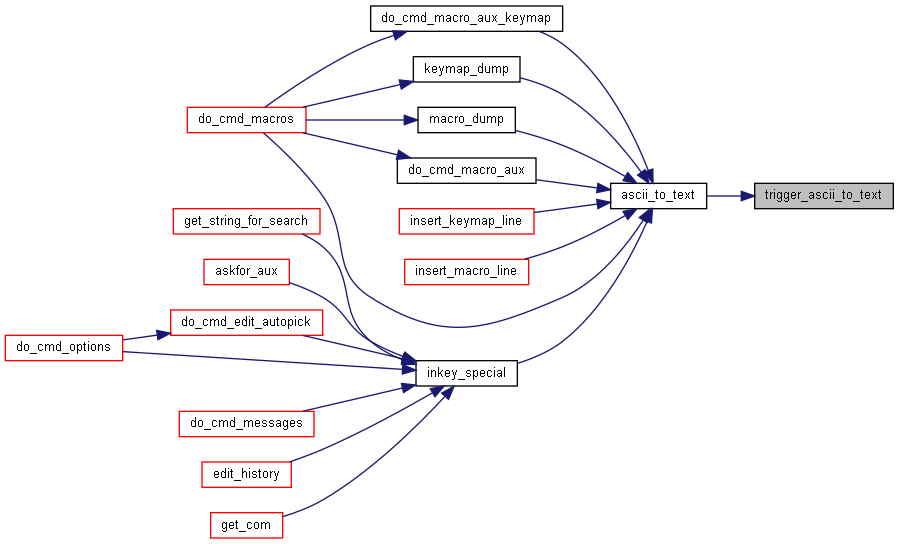 do_cmd_macro_aux_keymap
keymap_dump
do_cmd_macros
macro_dump
do_cmd_macro_aux
ascii_to_text
trigger_ascii_to_text
get_string_for_search
insert_keymap_line
askfor_aux
insert_macro_line
do_cmd_edit_autopick
do_cmd_options
inkey_special
do_cmd_messages
edit_history
get_com